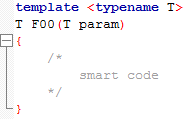 template <typename T>
T FOO(T param)
{
/*
smart code
*/
}